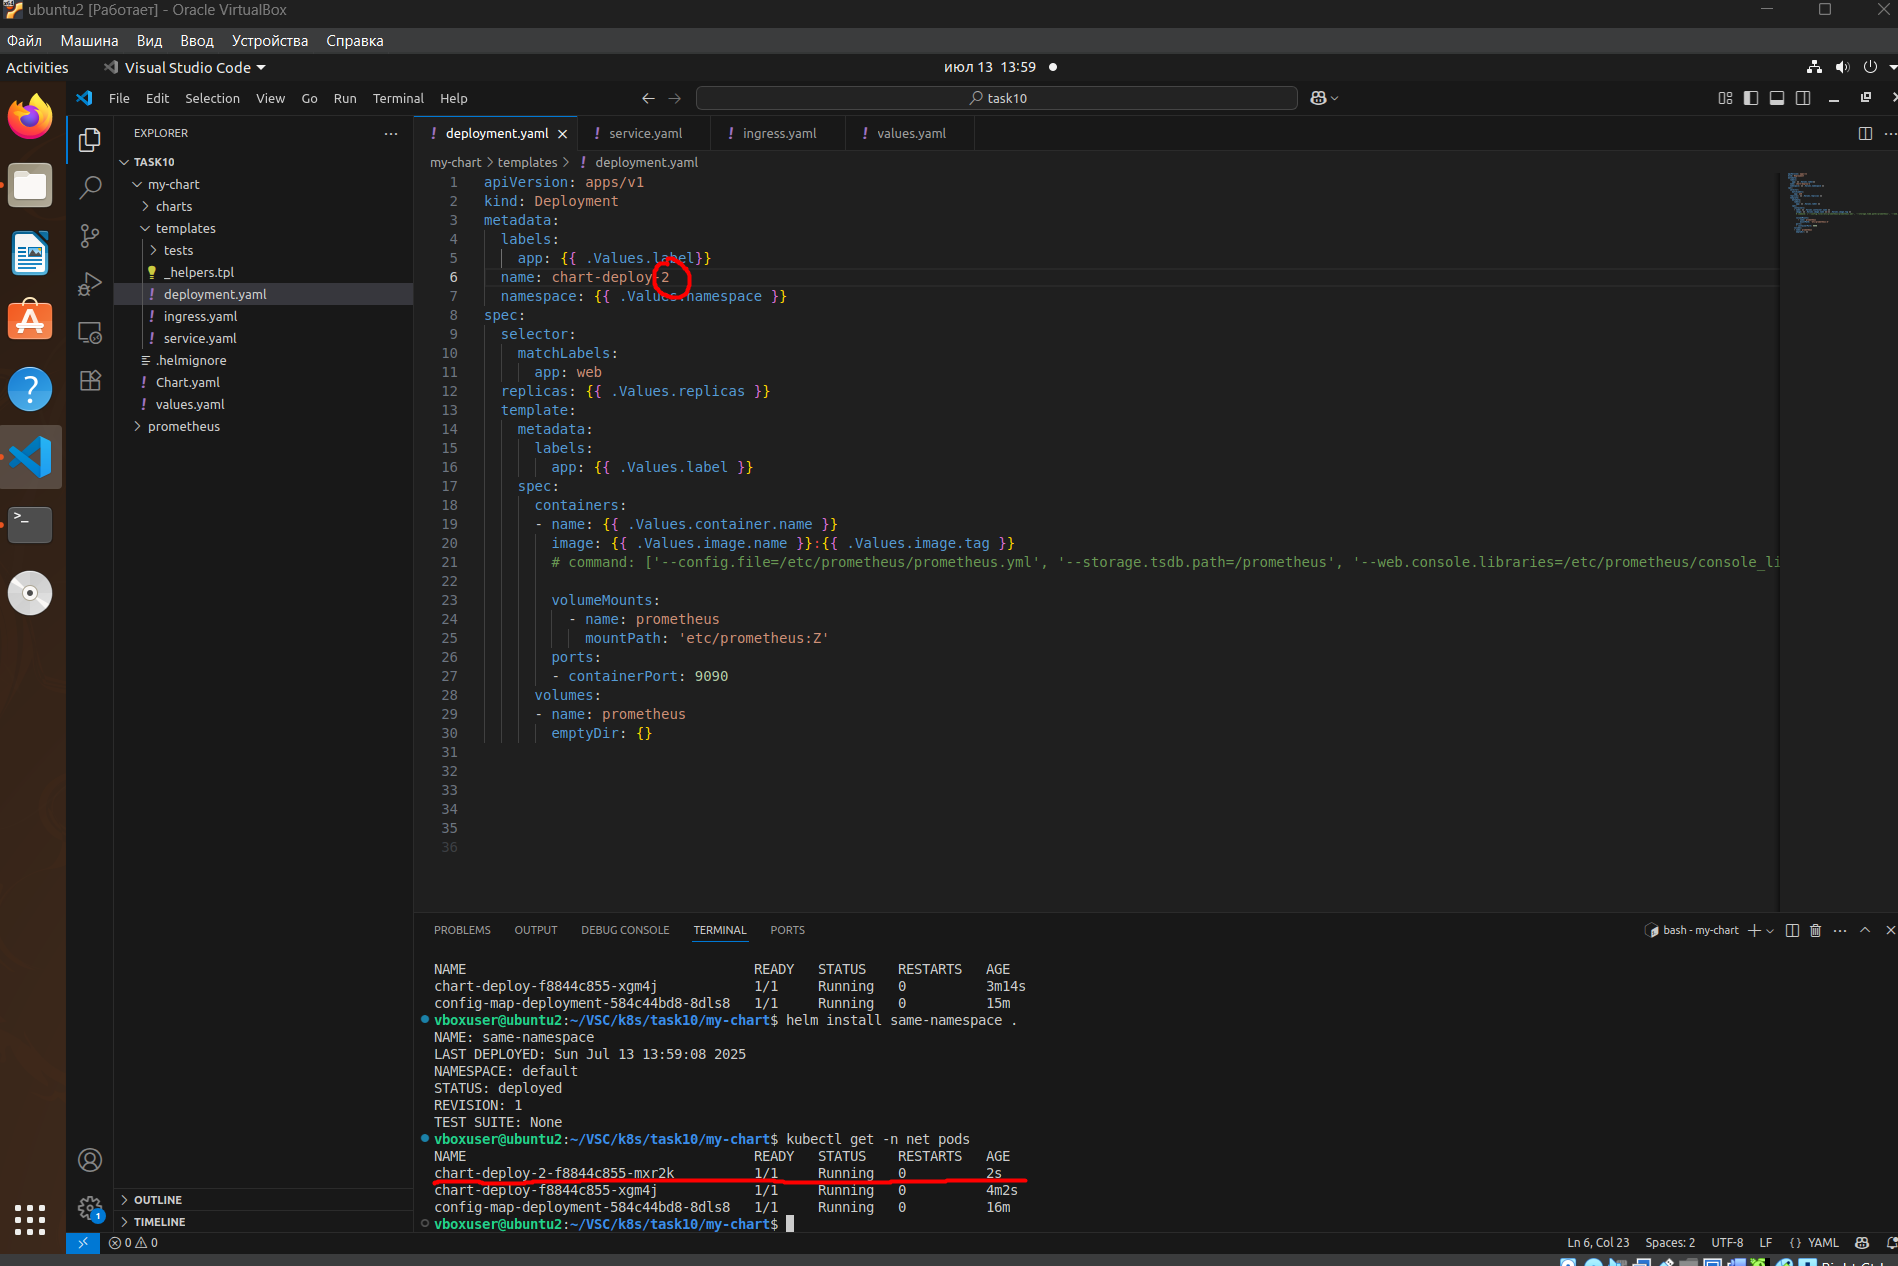 ubuntu2 [Работает] - Oracle VirtualBox
Файл Машина Вид Ввод Устройства Справка
Activities Visual Studio Code июл 13 13:59
File Edit Selection View Go Run Terminal Help task10
EXPLORER
TASK10
my-chart
charts
templates
tests
_helpers.tpl
deployment.yaml
ingress.yaml
service.yaml
.helmignore
Chart.yaml
values.yaml
prometheus
OUTLINE
TIMELINE
deployment.yaml service.yaml ingress.yaml values.yaml
my-chart > templates > deployment.yaml
1 apiVersion: apps/v1
2 kind: Deployment
3 metadata:
4 labels:
5 app: {{ .Values.label}}
6 name: chart-deploy-2
7 namespace: {{ .Values.namespace }}
8 spec:
9 selector:
10 matchLabels:
11 app: web
12 replicas: {{ .Values.replicas }}
13 template:
14 metadata:
15 labels:
16 app: {{ .Values.label }}
17 spec:
18 containers:
19 - name: {{ .Values.container.name }}
20 image: {{ .Values.image.name }}:{{ .Values.image.tag }}
21 # command: ['--config.file=/etc/prometheus/prometheus.yml', '--storage.tsdb.path=/prometheus', '--web.console.libraries=/etc/prometheus/console_li
22
23 volumeMounts:
24 - name: prometheus
25 mountPath: 'etc/prometheus:Z'
26 ports:
27 - containerPort: 9090
28 volumes:
29 - name: prometheus
30 emptyDir: {}
31
32
33
34
35
36
PROBLEMS OUTPUT DEBUG CONSOLE TERMINAL PORTS bash - my-chart
NAME READY STATUS RESTARTS AGE
chart-deploy-f8844c855-xgm4j 1/1 Running 0 3m14s
config-map-deployment-584c44bd8-8dls8 1/1 Running 0 15m
vboxuser@ubuntu2:~/VSC/k8s/task10/my-chart$ helm install same-namespace .
NAME: same-namespace
LAST DEPLOYED: Sun Jul 13 13:59:08 2025
NAMESPACE: default
STATUS: deployed
REVISION: 1
TEST SUITE: None
vboxuser@ubuntu2:~/VSC/k8s/task10/my-chart$ kubectl get -n net pods
NAME READY STATUS RESTARTS AGE
chart-deploy-2-f8844c855-mxr2k 1/1 Running 0 2s
chart-deploy-f8844c855-xgm4j 1/1 Running 0 4m2s
config-map-deployment-584c44bd8-8dls8 1/1 Running 0 16m
vboxuser@ubuntu2:~/VSC/k8s/task10/my-chart$
1
0 0 Ln 6, Col 23 Spaces: 2 UTF-8 LF {} YAML